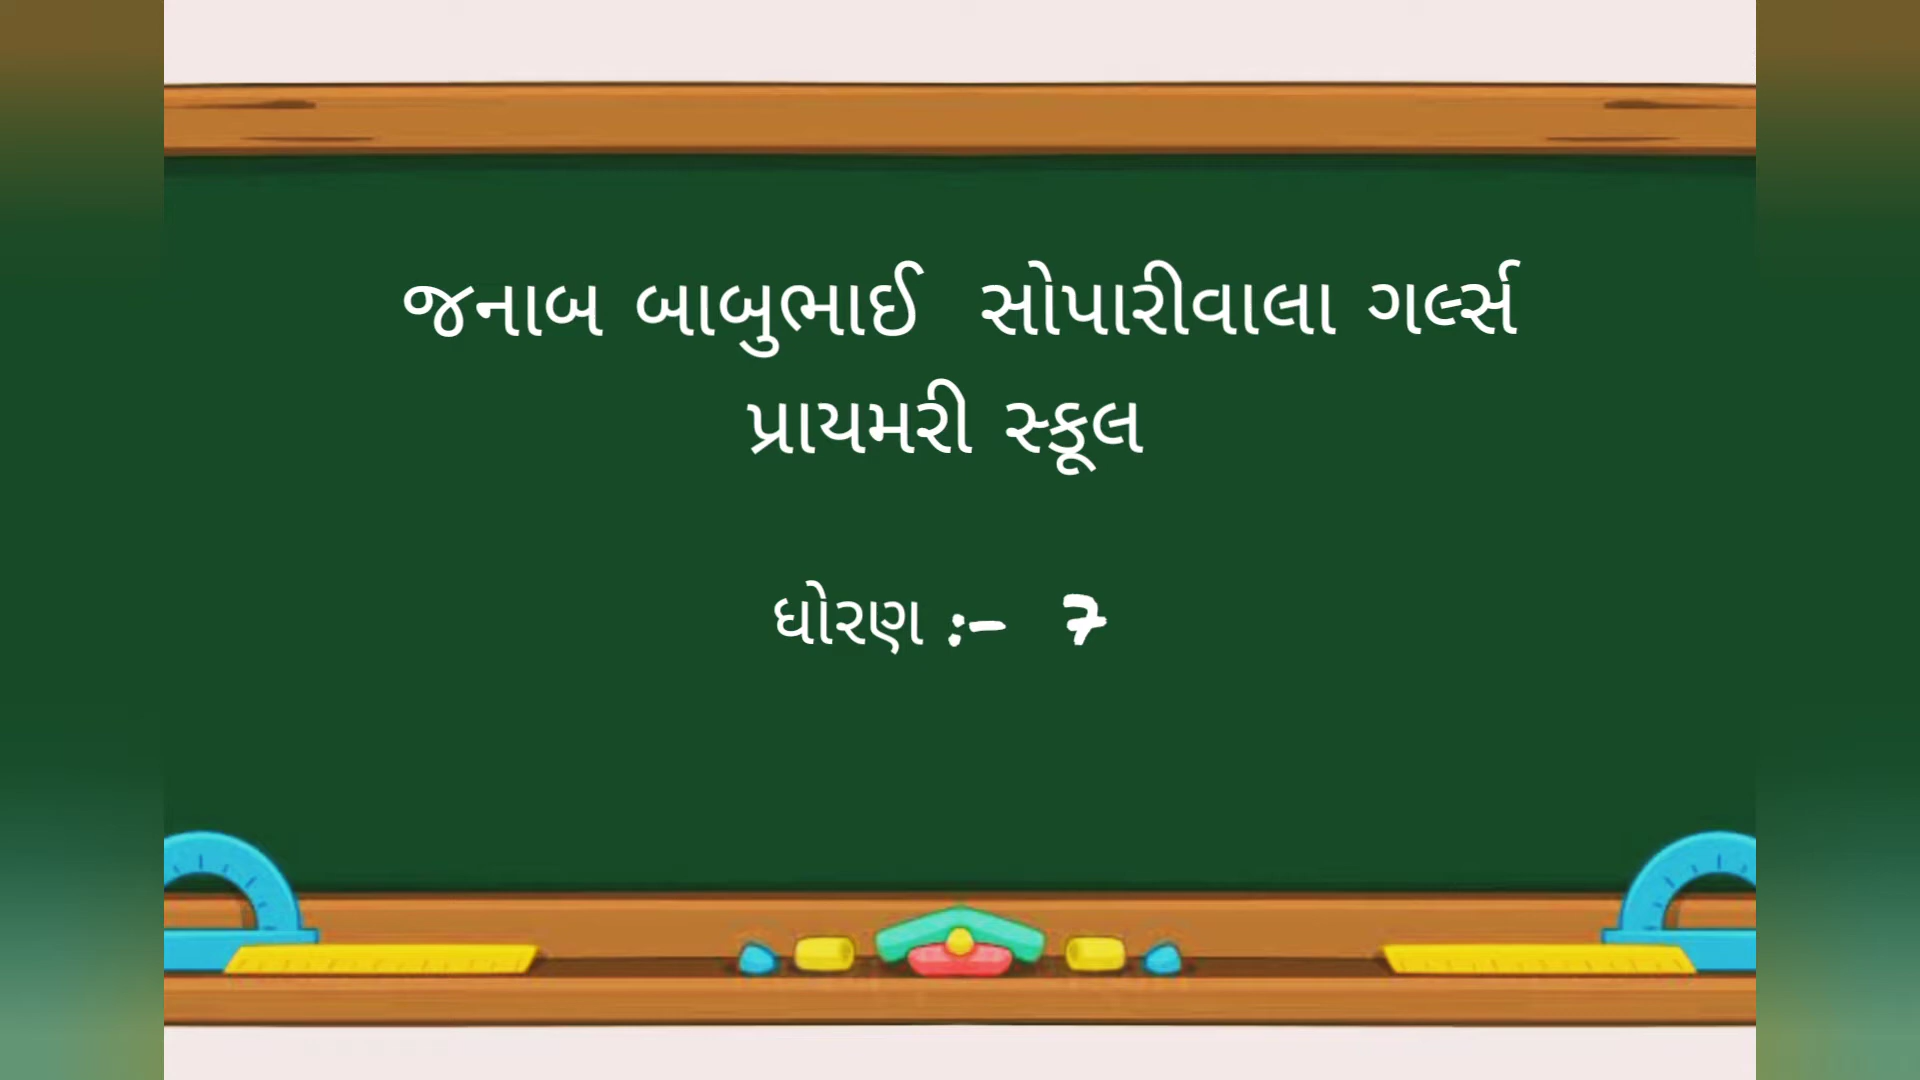 જનાબ બાબુભાઈ સોપારીવાલા ગર્લ્સ
પ્રાયમરી સ્કૂલ
ધોરણ :- 7